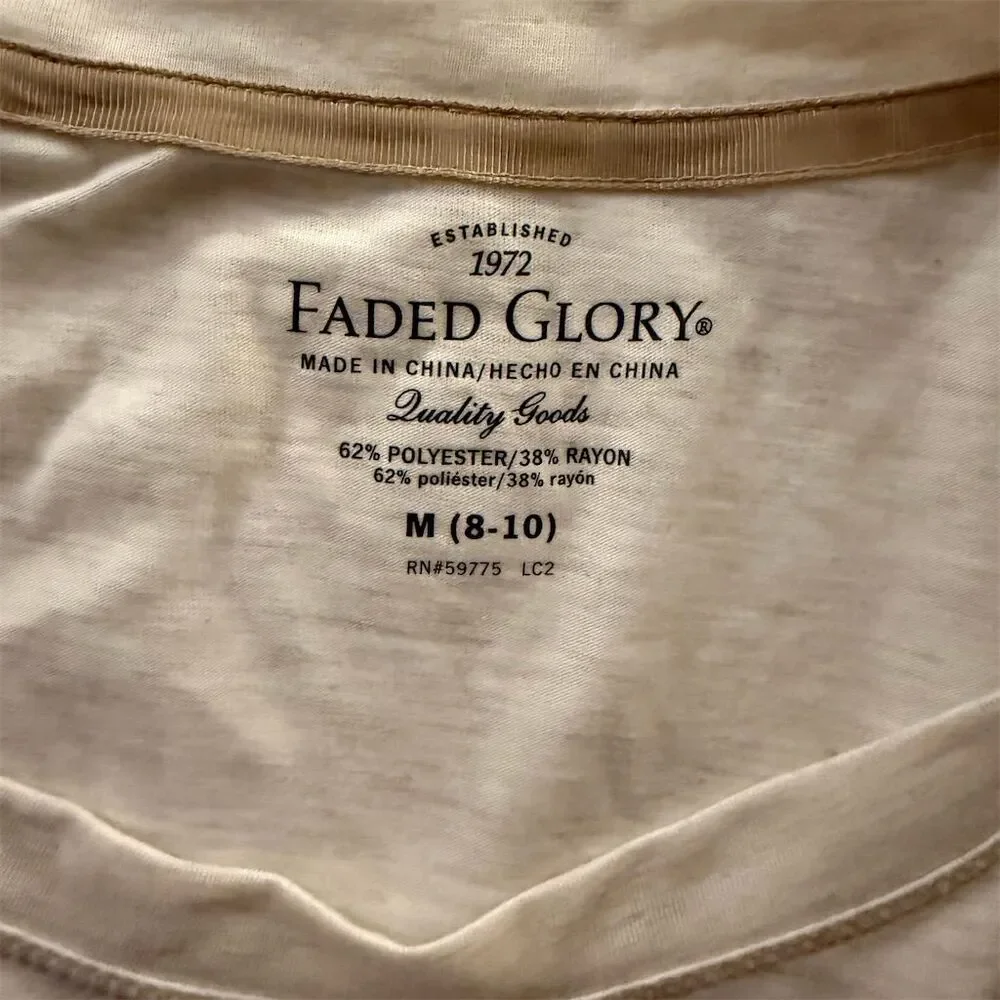 ESTABLISHED
1972
FADED GLORY®
MADE IN CHINA/HECHO EN CHINA
Quality Goods
62% POLYESTER/38% RAYON
62% poliéster/38% rayón
M (8-10)
RN#59775 LC2